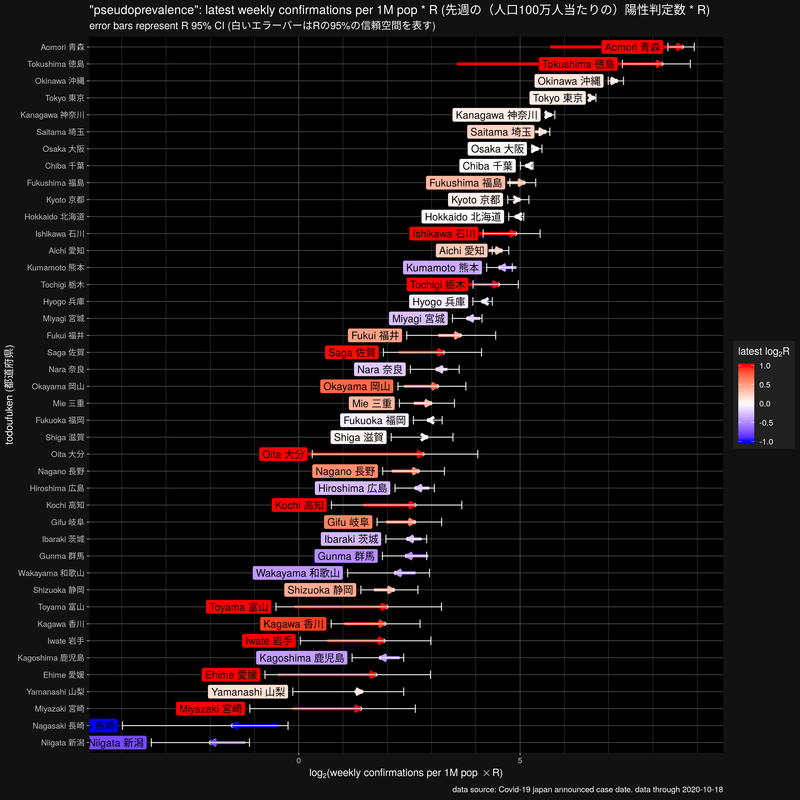 "pseudoprevalence": latest weekly confirmations per 1M pop * R (先週の（人口100万人当たりの）陽性判定数 * R)
error bars represent R 95% CI (白いエラーバーはRの95%の信頼空間を表す)
Aomori 青森
Aomori 青森
Tokushima 徳島
Tokushima 徳島
Okinawa 沖縄
Okinawa 沖縄
Tokyo 東京
Tokyo 東京
Kanagawa 神奈川
Kanagawa 神奈川
Saitama 埼玉
Saitama 埼玉
Osaka 大阪
Osaka 大阪
Chiba 千葉
Chiba 千葉
Fukushima 福島
Fukushima 福島
Kyoto 京都
Kyoto 京都
Hokkaido 北海道
Hokkaido 北海道
Ishikawa 石川
Ishikawa 石川
Aichi 愛知
Aichi 愛知
Kumamoto 熊本
Kumamoto 熊本
Tochigi 栃木
Tochigi 栃木
Hyogo 兵庫
Hyogo 兵庫
Miyagi 宮城
Miyagi 宮城
Fukui 福井
Fukui 福井
Saga 佐賀
Saga 佐賀
Nara 奈良
Nara 奈良
Okayama 岡山
Okayama 岡山
Mie 三重
Mie 三重
Fukuoka 福岡
Fukuoka 福岡
Shiga 滋賀
Shiga 滋賀
Oita 大分
Oita 大分
Nagano 長野
Nagano 長野
Hiroshima 広島
Hiroshima 広島
Kochi 高知
Kochi 高知
Gifu 岐阜
Gifu 岐阜
Ibaraki 茨城
Ibaraki 茨城
Gunma 群馬
Gunma 群馬
Wakayama 和歌山
Wakayama 和歌山
Shizuoka 静岡
Shizuoka 静岡
Toyama 富山
Toyama 富山
Kagawa 香川
Kagawa 香川
Iwate 岩手
Iwate 岩手
Kagoshima 鹿児島
Kagoshima 鹿児島
Ehime 愛媛
Ehime 愛媛
Yamanashi 山梨
Yamanashi 山梨
Miyazaki 宮崎
Miyazaki 宮崎
Nagasaki 長崎
長崎
Niigata 新潟
Niigata 新潟
todoufuken (都道府県)
0
5
log₂(weekly confirmations per 1M pop × R)
latest log₂R
1.0
0.5
0.0
-0.5
-1.0
data source: Covid-19 japan announced case date. data through 2020-10-18